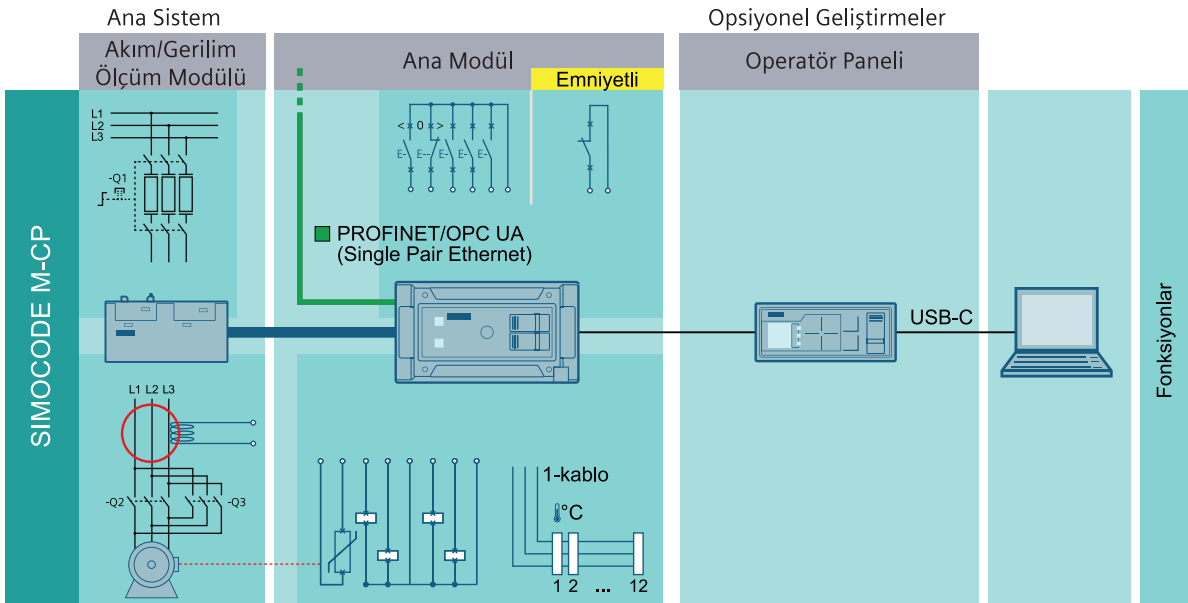 Ana Sistem
Opsiyonel Geliştirmeler
Akım/Gerilim
Ölçüm Modülü
Ana Modül
Operatör Paneli
Emniyetli
L1
L2
L3
-Q1
< 0 >
E- E-- E- E- E-
PROFINET/OPC UA
(Single Pair Ethernet)
SIMOCODE M-CP
USB-C
Fonksiyonlar
L1 L2 L3
-Q2
-Q3
1-kablo
°C
1 2 ... 12